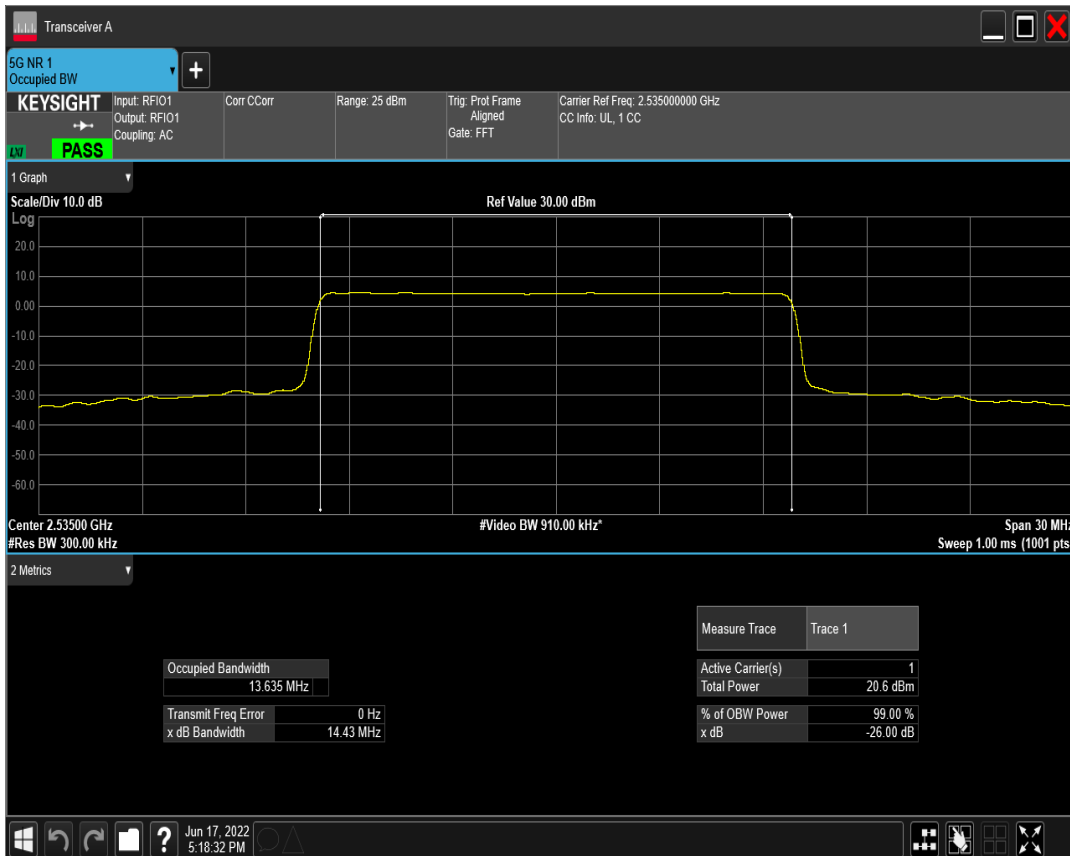 Transceiver A
5G NR 1
Occupied BW
+
KEYSIGHT
LXI
PASS
Input: RFIO1
Output: RFIO1
Coupling: AC
Corr CCorr
Range: 25 dBm
Trig: Prot Frame
Aligned
Gate: FFT
Carrier Ref Freq: 2.535000000 GHz
CC Info: UL, 1 CC
1 Graph
Scale/Div 10.0 dB
Ref Value 30.00 dBm
Log
20.0
10.0
0.00
-10.0
-20.0
-30.0
-40.0
-50.0
-60.0
Center 2.53500 GHz
#Video BW 910.00 kHz*
Span 30 MHz
#Res BW 300.00 kHz
Sweep 1.00 ms (1001 pts
2 Metrics
Measure Trace Trace 1
Occupied Bandwidth
13.635 MHz
Active Carrier(s) 1
Total Power 20.6 dBm
Transmit Freq Error 0 Hz
x dB Bandwidth 14.43 MHz
% of OBW Power 99.00 %
x dB -26.00 dB
?
Jun 17, 2022
5:18:32 PM